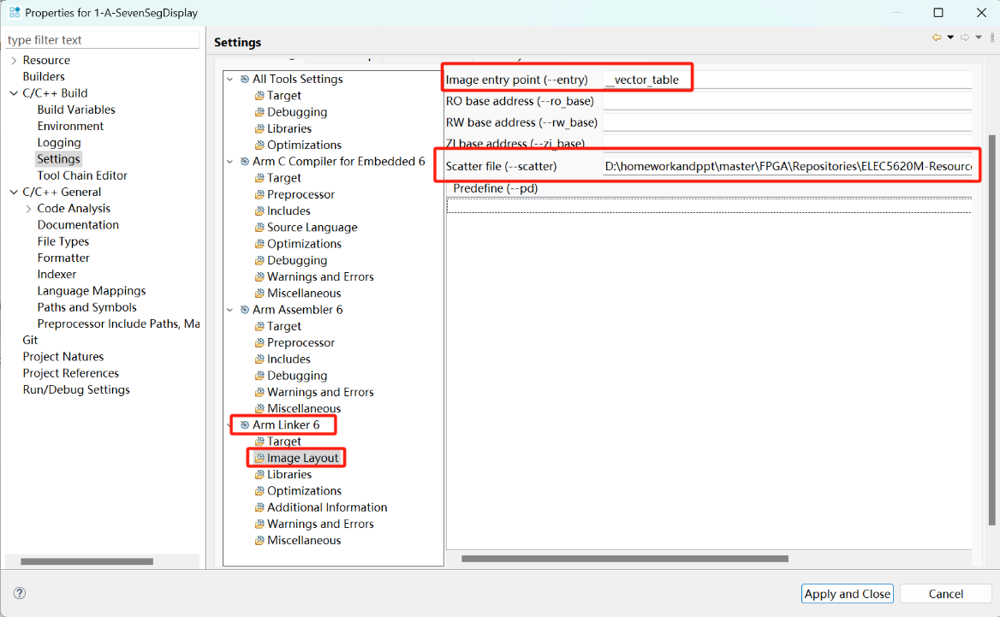 Properties for 1-A-SevenSegDisplay
type filter text
Resource
Builders
C/C++ Build
Build Variables
Environment
Logging
Settings
Tool Chain Editor
C/C++ General
Code Analysis
Documentation
File Types
Formatter
Indexer
Language Mappings
Paths and Symbols
Preprocessor Include Paths, Ma
Git
Project Natures
Project References
Run/Debug Settings
Settings
All Tools Settings
Target
Debugging
Libraries
Optimizations
Arm C Compiler for Embedded 6
Target
Preprocessor
Includes
Source Language
Optimizations
Debugging
Warnings and Errors
Miscellaneous
Arm Assembler 6
Target
Preprocessor
Includes
Debugging
Warnings and Errors
Miscellaneous
Arm Linker 6
Target
Image Layout
Libraries
Optimizations
Additional Information
Warnings and Errors
Miscellaneous
Image entry point (--entry) __vector_table
RO base address (--ro_base)
RW base address (--rw_base)
ZI base address (--zi_base)
Scatter file (--scatter) D:\homeworkandppt\master\FPGA\Repositories\ELEC5620M-Resource
Predefine (--pd)
Apply and Close
Cancel